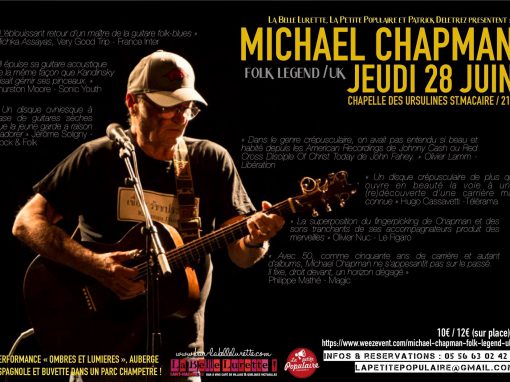 LA BELLE LURETTE, LA PETITE POPULAIRE ET PATRICK DELETREZ PRESENTENT :
MICHAEL CHAPMAN
FOLK LEGEND / UK
JEUDI 28 JUIN
CHAPELLE DES URSULINES ST.MACAIRE / 21
L'éblouissant retour d'un maître de la guitare folk-blues »
Michka Assayas, Very Good Trip - France Inter
Il épuise sa guitare acoustique
de la même façon que Kandinsky
faisait gémir ses pinceaux. »
Thurston Moore - Sonic Youth
Un disque ovniesque à
base de guitares sèches
que la jeune garde a raison
d'adorer » Jérôme Soligny -
Rock & Folk
« Dans le genre crépusculaire, on avait pas entendu si beau et
habité depuis les American Recordings de Johnny Cash ou Red
Cross Disciple Of Christ Today de John Fahey. » Olivier Lamm -
Libération
« Un disque crépusculaire de plus
ouvre en beauté la voie à un
(re)découverte d'une carrière m
connue » Hugo Cassavetti -Télérama
« La superposition du fingerpicking de Chapman et des
sons tranchants de ses accompagnateurs produit des
merveilles » Olivier Nuc - Le Figaro
« Avec 50, comme cinquante ans de carrière et autant
d'albums, Michael Chapman ne s'appesantit pas sur le passé :
il fixe, droit devant, un horizon dégagé »
Philippe Mathé - Magic
10€ / 12€ (sur place)
https://www.weezevent.com/michael-chapman-folk-legend-u
INFOS & RESERVATIONS : 05 56 63 02 42
LAPETITEPOPULAIRE@GMAIL.COM
PERFORMANCE « OMBRES ET LUMIERES », AUBERGE
ESPAGNOLE ET BUVETTE DANS UN PARC CHAMPETRE !
www.labellelurette.com
La Belle Lurette !
La petite
Populaire